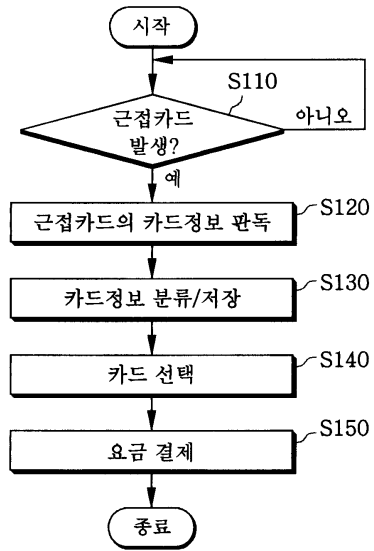 시작
S110
근접카드
발생?
아니오
예
S120
근접카드의 카드정보 판독
S130
카드정보 분류/저장
S140
카드 선택
S150
요금 결제
종료